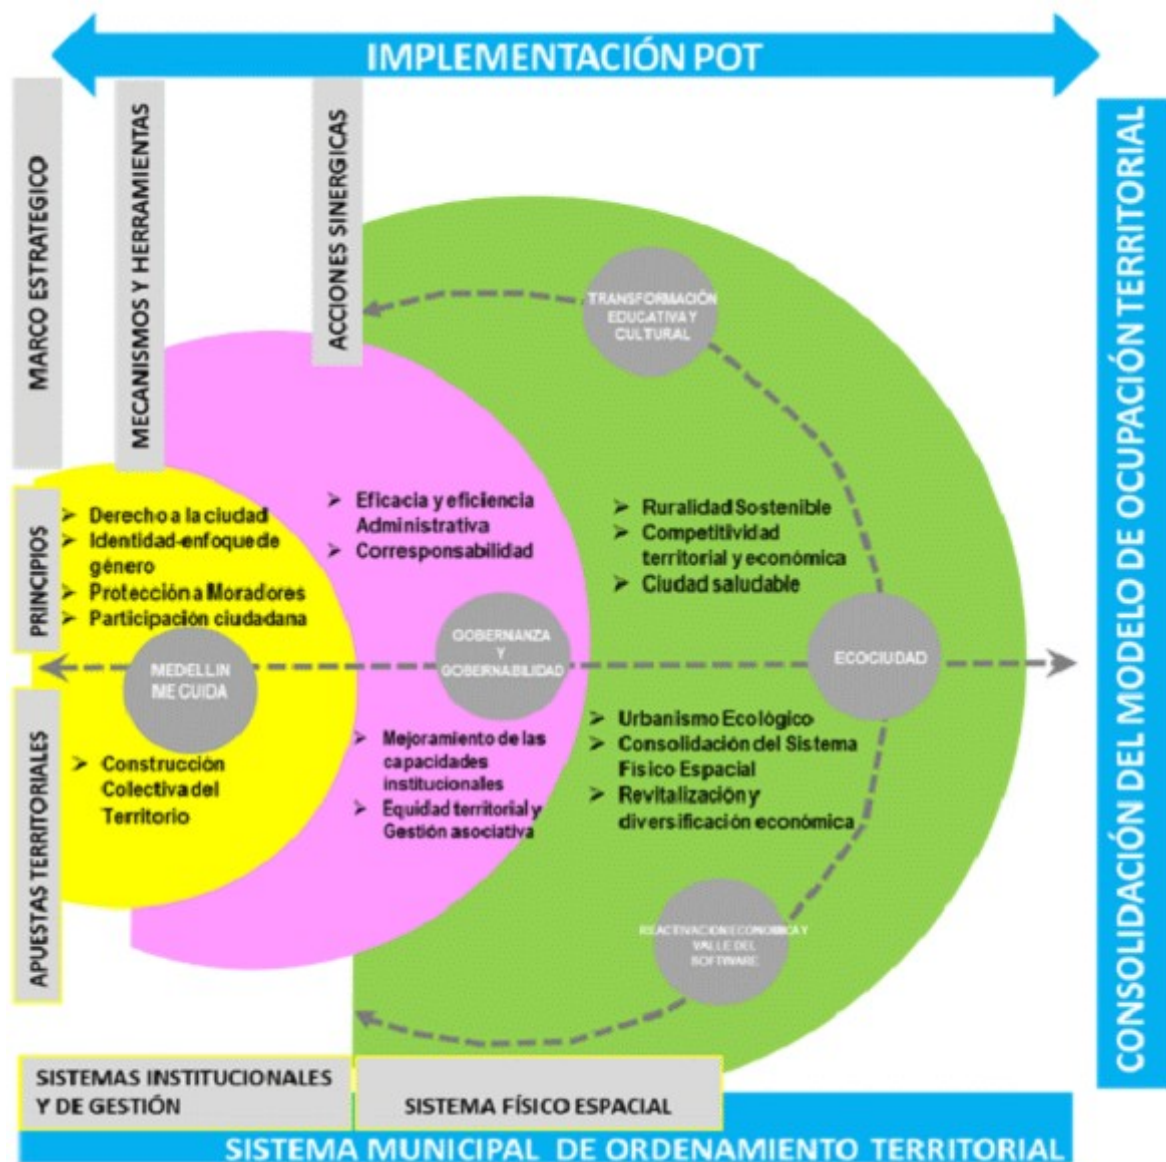 IMPLEMENTACIÓN POT
MARCO ESTRATEGICO
MECANISMOS Y HERRAMIENTAS
ACCIONES SINERGICAS
CONSOLIDACIÓN DEL MODELO DE OCUPACIÓN TERRITORIAL
TRANSFORMACIÓN
EDUCATIVA Y
CULTURAL
PRINCIPIOS
➢ Derecho a la ciudad
➢ Identidad-enfoque de
género
➢ Protección a Moradores
➢ Participación ciudadana
➢ Eficacia y eficiencia
Administrativa
➢ Corresponsabilidad
➢ Ruralidad Sostenible
➢ Competitividad
territorial y económica
➢ Ciudad saludable
MEDELLIN
ME CUIDA
GOBERNANZA
Y
GOBERNABILIDAD
ECOCIUDAD
APUESTAS TERRITORIALES
➢ Construcción
Colectiva del
Territorio
➢ Mejoramiento de las
capacidades
institucionales
➢ Equidad territorial y
Gestión asociativa
➢ Urbanismo Ecológico
➢ Consolidación del Sistema
Físico Espacial
➢ Revitalización y
diversificación económica
REACTIVACION ECONOMICA Y
VALLE DEL
SOFTWARE
SISTEMAS INSTITUCIONALES
Y DE GESTIÓN
SISTEMA FÍSICO ESPACIAL
SISTEMA MUNICIPAL DE ORDENAMIENTO TERRITORIAL